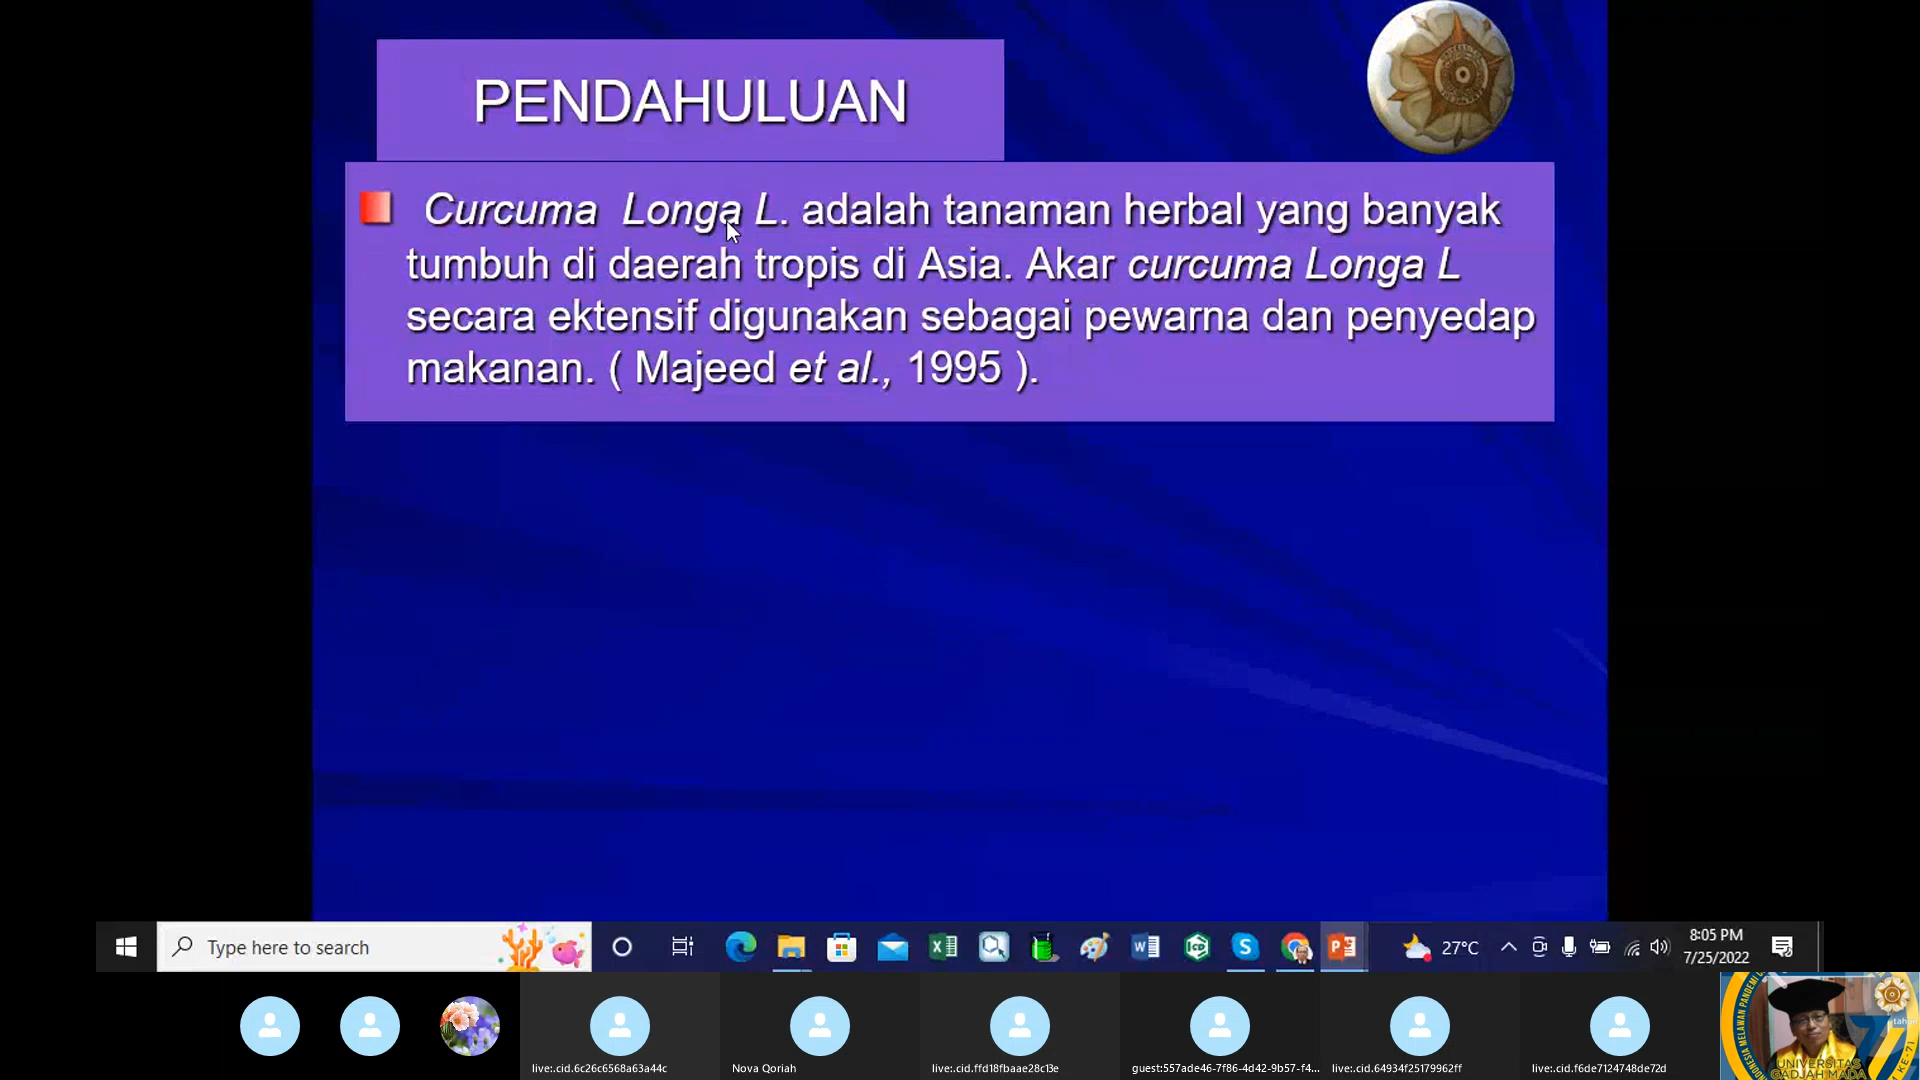 PENDAHULUAN
Curcuma Longa L. adalah tanaman herbal yang banyak
tumbuh di daerah tropis di Asia. Akar curcuma Longa L
secara ektensif digunakan sebagai pewarna dan penyedap
makanan. ( Majeed et al., 1995 ).
Type here to search
27°C
8:05 PM
7/25/2022
live:.cid.6c26c6568a63a44c
Nova Qoriah
live:.cid.ffd18fbaae28c13e
guest:557ade46-7f86-4d42-9b57-f4...
live:.cid.64934f25179962ff
live:.cid.f6de7124748de72d
UNIVERSITAS
GADJAH MADA